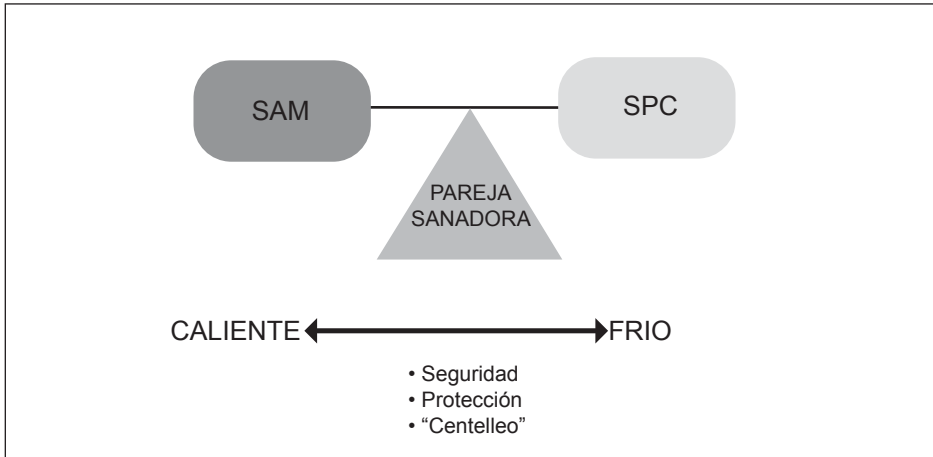 SAM
SPC
PAREJA
SANADORA
CALIENTE
FRIO
• Seguridad
• Protección
• “Centelleo”